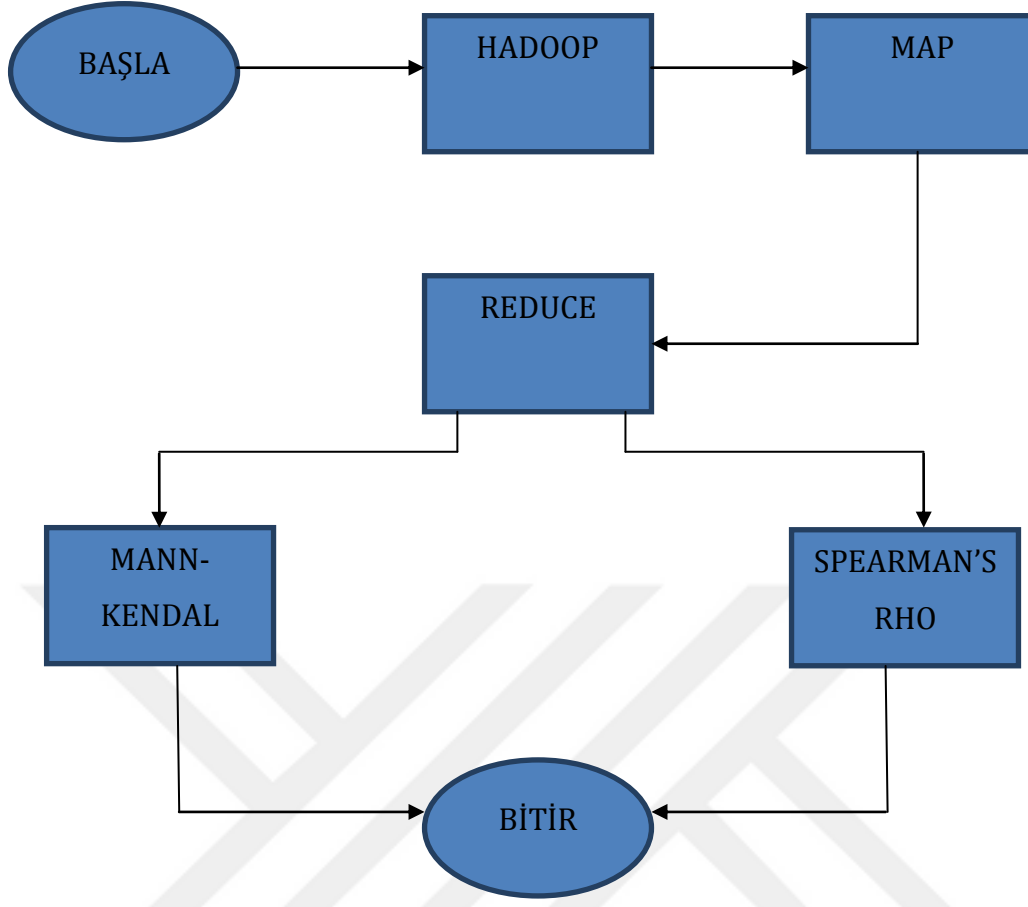 BAŞLA
HADOOP
MAP
REDUCE
MANN-
KENDAL
SPEARMAN’S
RHO
BİTİR